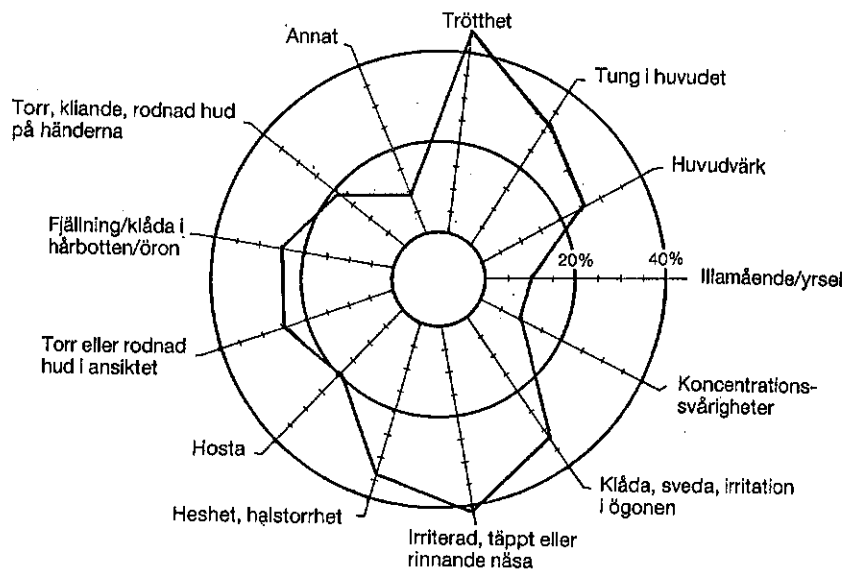 Trötthet
Annat
Tung i huvudet
Torr, kliande, rodnad hud
på händerna
Huvudvärk
Fjällning/klåda i
hårbotten/öron
20%
40%
Illamående/yrsel
Torr eller rodnad
hud i ansiktet
Koncentrations-
svårigheter
Hosta
Klåda, sveda, irritation
i ögonen
Heshet, halstorrhet
Irriterad, täppt eller
rinnande näsa